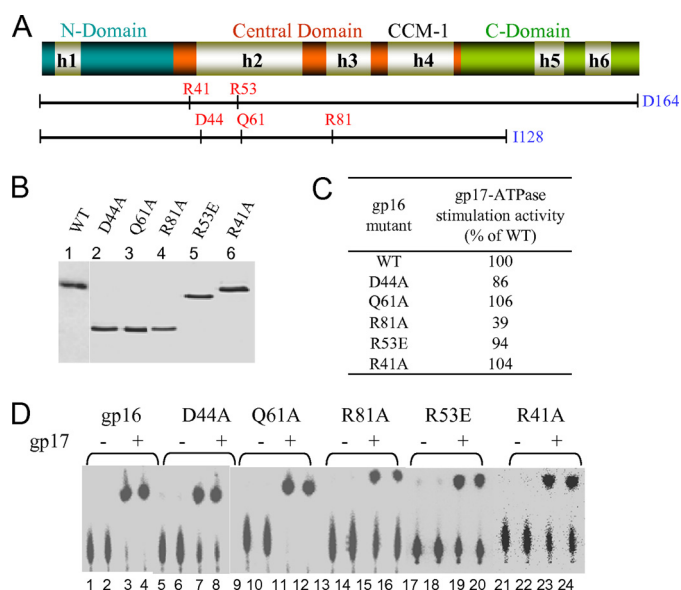 A
N-Domain Central Domain CCM-1 C-Domain
h1 h2 h3 h4 h5 h6
R41 R53
D164
D44 Q61 R81
I128
B
WT D44A Q61A R81A R53E R41A
1 2 3 4 5 6
C
gp16 mutant gp17-ATPase stimulation activity (% of WT)
WT 100
D44A 86
Q61A 106
R81A 39
R53E 94
R41A 104
D
gp16 D44A Q61A R81A R53E R41A
gp17 - + - + - + - + - + - +
1 2 3 4 5 6 7 8 9 10 11 12 13 14 15 16 17 18 19 20 21 22 23 24